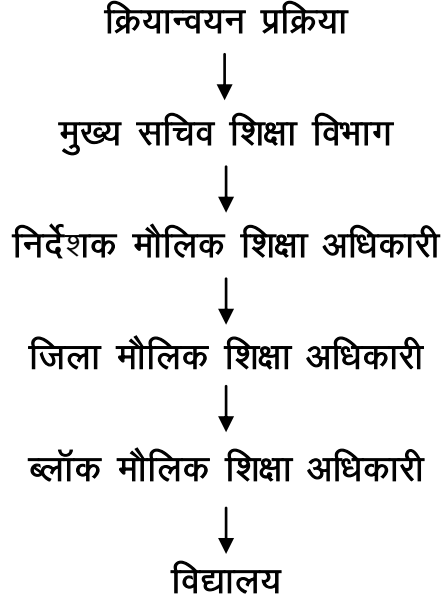 क्रियान्वयन प्रक्रिया
मुख्य सचिव शिक्षा विभाग
निर्देशक मौलिक शिक्षा अधिकारी
जिला मौलिक शिक्षा अधिकारी
ब्लॉक मौलिक शिक्षा अधिकारी
विद्यालय